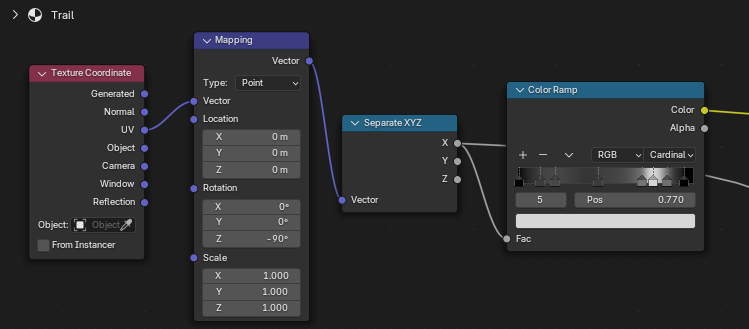 Trail
Texture Coordinate
Generated
Normal
UV
Object
Camera
Window
Reflection
Object: Object
From Instancer
Mapping
Vector
Type: Point
Vector
Location
X 0 m
Y 0 m
Z 0 m
Rotation
X 0°
Y 0°
Z -90°
Scale
X 1.000
Y 1.000
Z 1.000
Separate XYZ
X
Y
Z
Vector
Color Ramp
Color
Alpha
RGB Cardinal
5 Pos 0.770
Fac